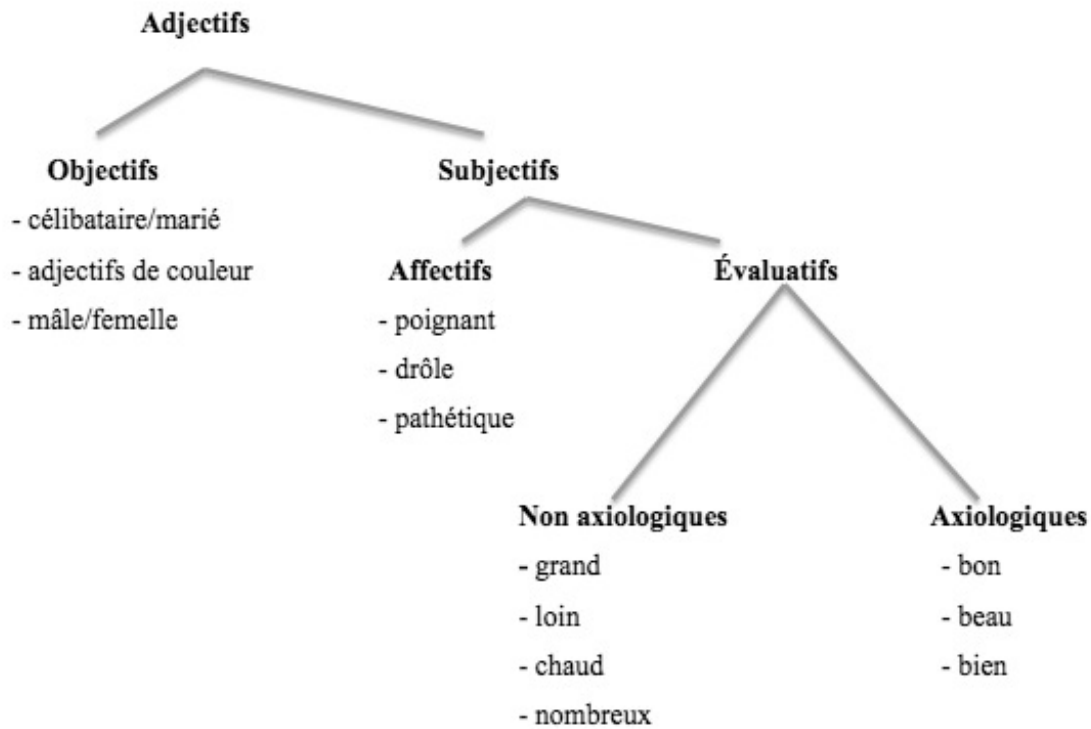 Adjectifs
Objectifs
- célibataire/marié
- adjectifs de couleur
- mâle/femelle
Subjectifs
Affectifs
- poignant
- drôle
- pathétique
Évaluatifs
Non axiologiques
- grand
- loin
- chaud
- nombreux
Axiologiques
- bon
- beau
- bien